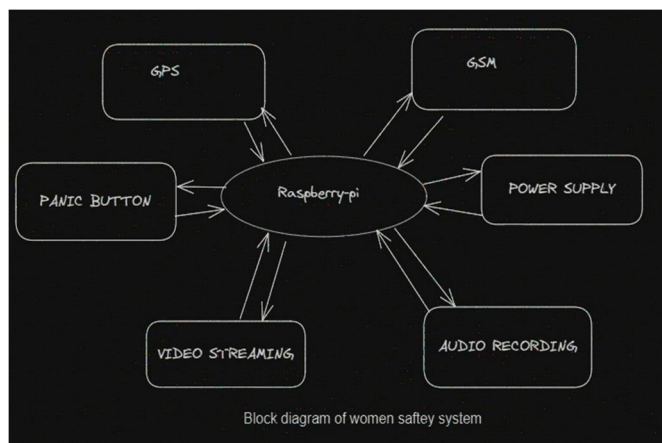 GPS
GSM
PANIC BUTTON
Raspberry-pi
POWER SUPPLY
VIDEO STREAMING
AUDIO RECORDING
Block diagram of women saftey system